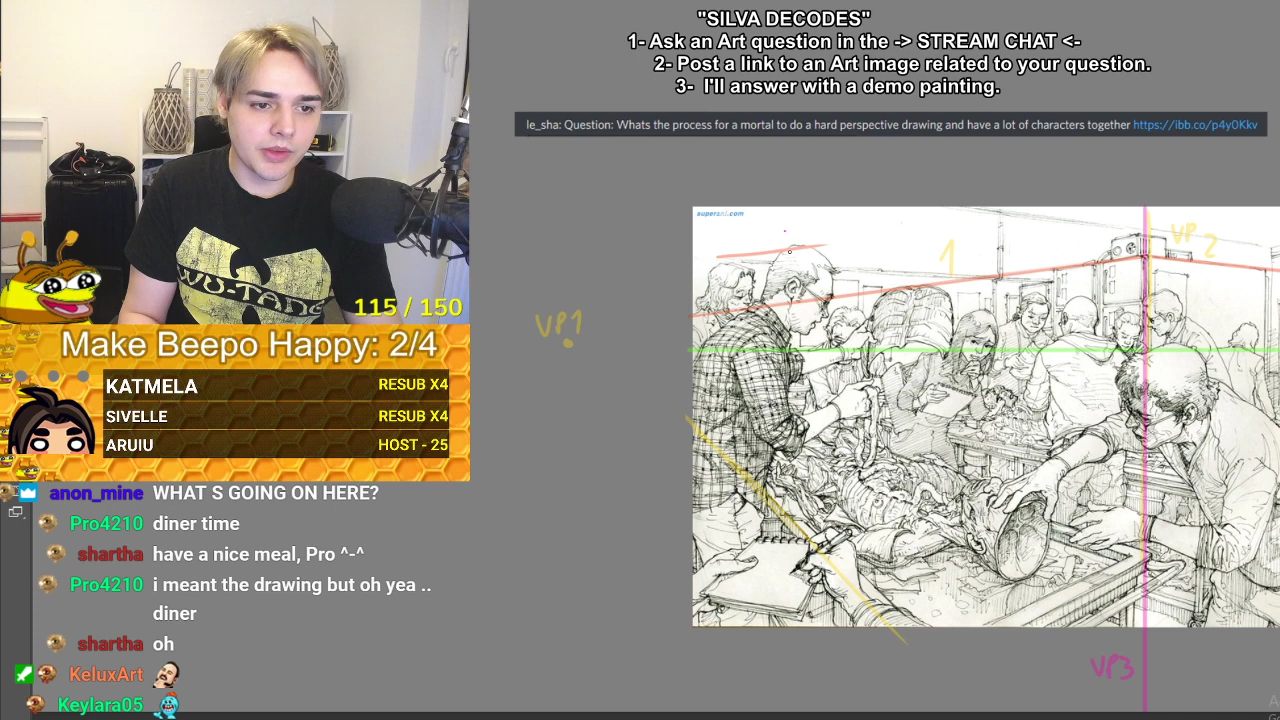 "SILVA DECODES"
1- Ask an Art question in the -> STREAM CHAT <-
2- Post a link to an Art image related to your question.
3- I'll answer with a demo painting.
le_sha: Question: Whats the process for a mortal to do a hard perspective drawing and have a lot of characters together https://ibb.co/p4y0Kkv
superani.com
VP 2
1
VP1
VP3
WU-TANG
115 / 150
Make Beepo Happy: 2/4
KATMELA RESUB X4
SIVELLE RESUB X4
ARUIU HOST - 25
anon_mine WHAT S GOING ON HERE?
Pro4210 diner time
shartha have a nice meal, Pro ^-^
Pro4210 i meant the drawing but oh yea ..
diner
shartha oh
KeluxArt
Keylara05